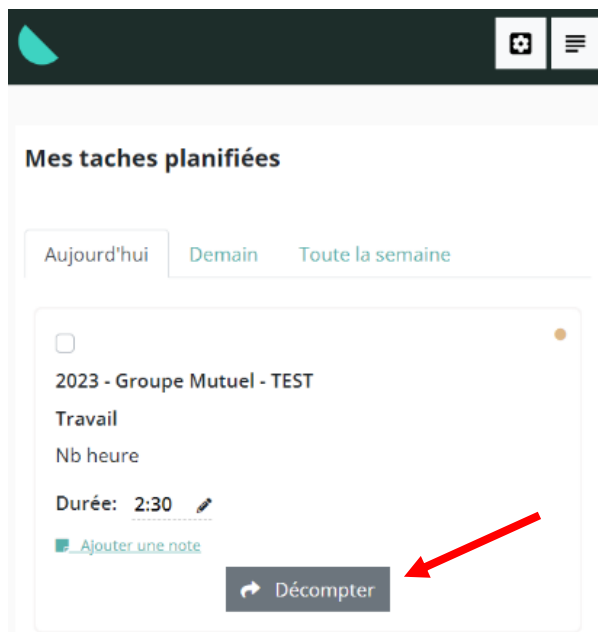 Mes taches planifiées
Aujourd'hui Demain Toute la semaine
2023 - Groupe Mutuel - TEST
Travail
Nb heure
Durée: 2:30
Ajouter une note
Décompter